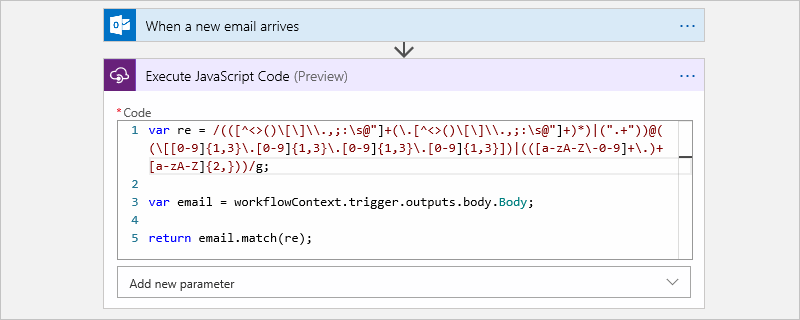 When a new email arrives
Execute JavaScript Code (Preview)
*Code
1 var re = /(([^<>()\[\]\\.,;:\s@"]+(\.[^<>()\[\]\\.,;:\s@"]+)*)|(".+"))@(
(\[[0-9]{1,3}\.[0-9]{1,3}\.[0-9]{1,3}\.[0-9]{1,3}])|(([a-zA-Z\-0-9]+\.)+
[a-zA-Z]{2,}))/g;
2
3 var email = workflowContext.trigger.outputs.body.Body;
4
5 return email.match(re);
Add new parameter